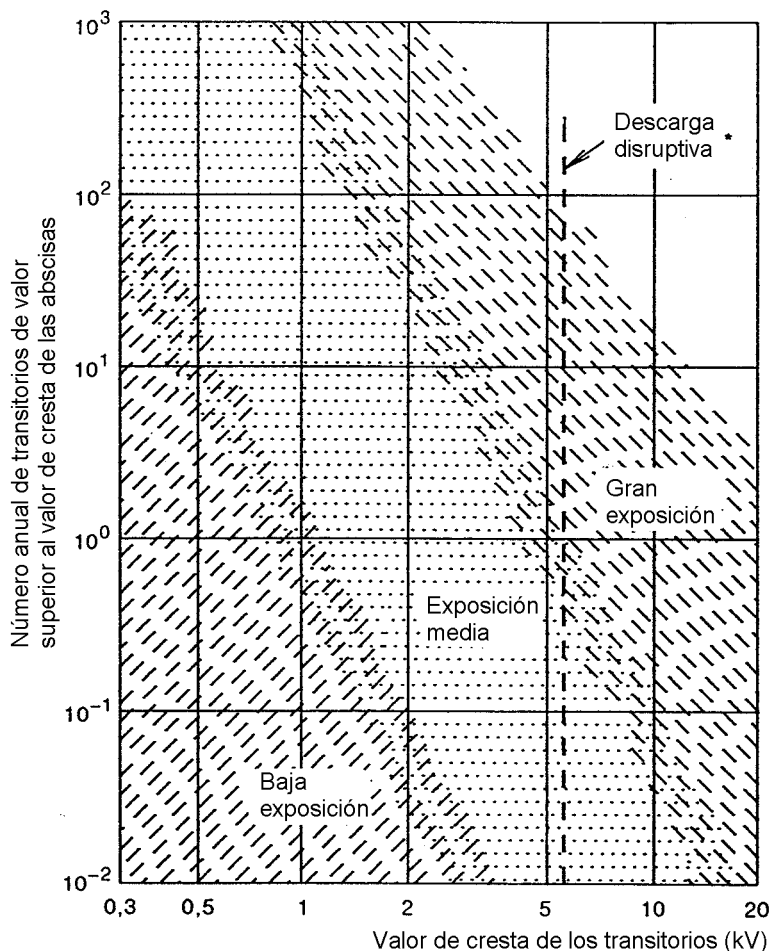 10³
Descarga *
disruptiva
10²
Número anual de transitorios de valor
superior al valor de cresta de las abscisas
10¹
Gran
exposición
10⁰
Exposición
media
10⁻¹
Baja
exposición
10⁻²
0,3 0,5 1 2 5 10 20
Valor de cresta de los transitorios (kV)